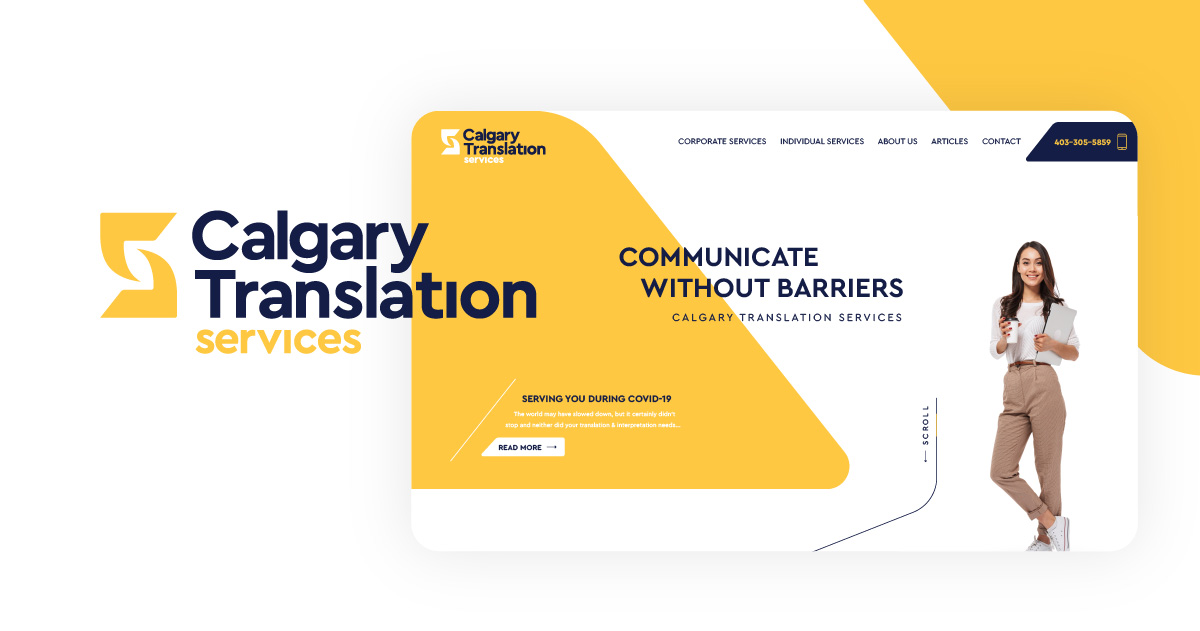 Calgary
Translation
services
Calgary
Translation
services
CORPORATE SERVICES
INDIVIDUAL SERVICES
ABOUT US
ARTICLES
CONTACT
403-305-5859
COMMUNICATE
WITHOUT BARRIERS
CALGARY TRANSLATION SERVICES
SERVING YOU DURING COVID-19
The world may have slowed down, but it certainly didn't
stop and neither did your translation & interpretation needs...
READ MORE →
← SCROLL